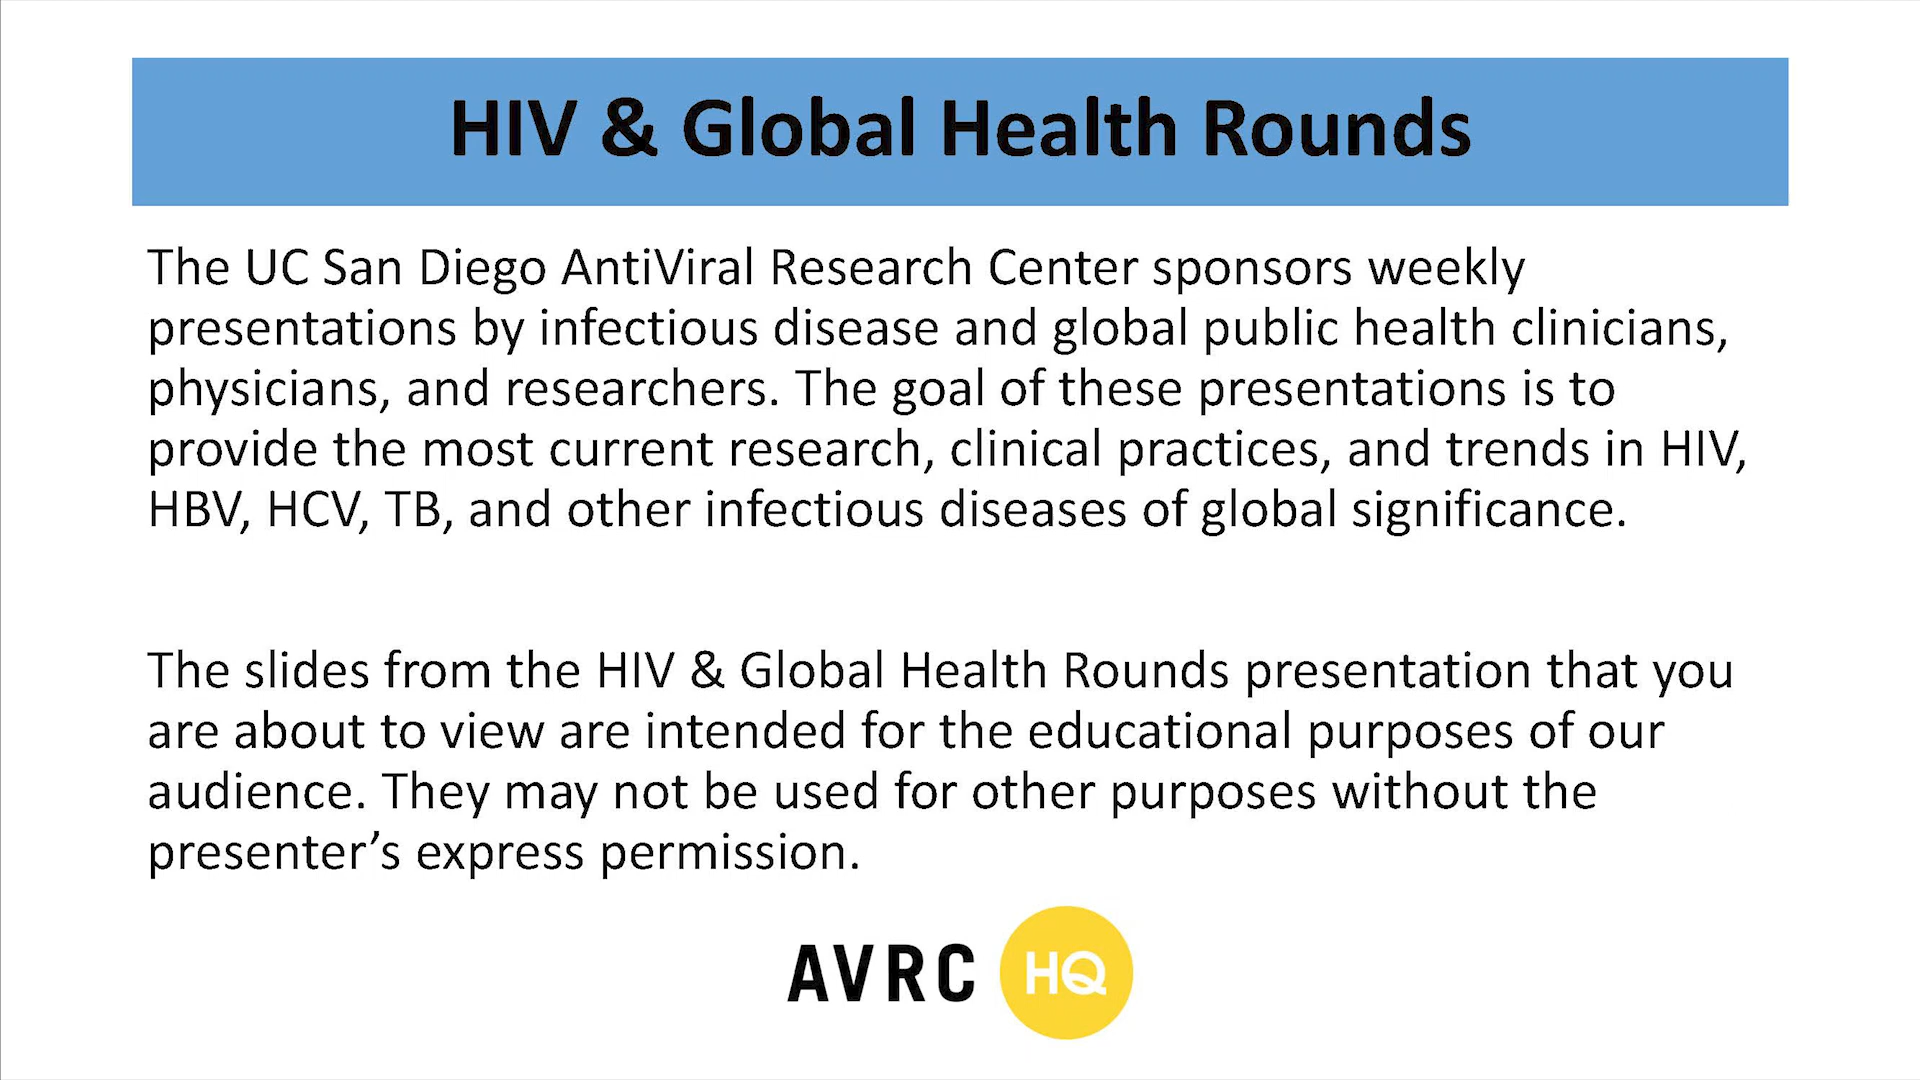 HIV & Global Health Rounds
The UC San Diego AntiViral Research Center sponsors weekly
presentations by infectious disease and global public health clinicians,
physicians, and researchers. The goal of these presentations is to
provide the most current research, clinical practices, and trends in HIV,
HBV, HCV, TB, and other infectious diseases of global significance.
The slides from the HIV & Global Health Rounds presentation that you
are about to view are intended for the educational purposes of our
audience. They may not be used for other purposes without the
presenter’s express permission.
AVRC HQ